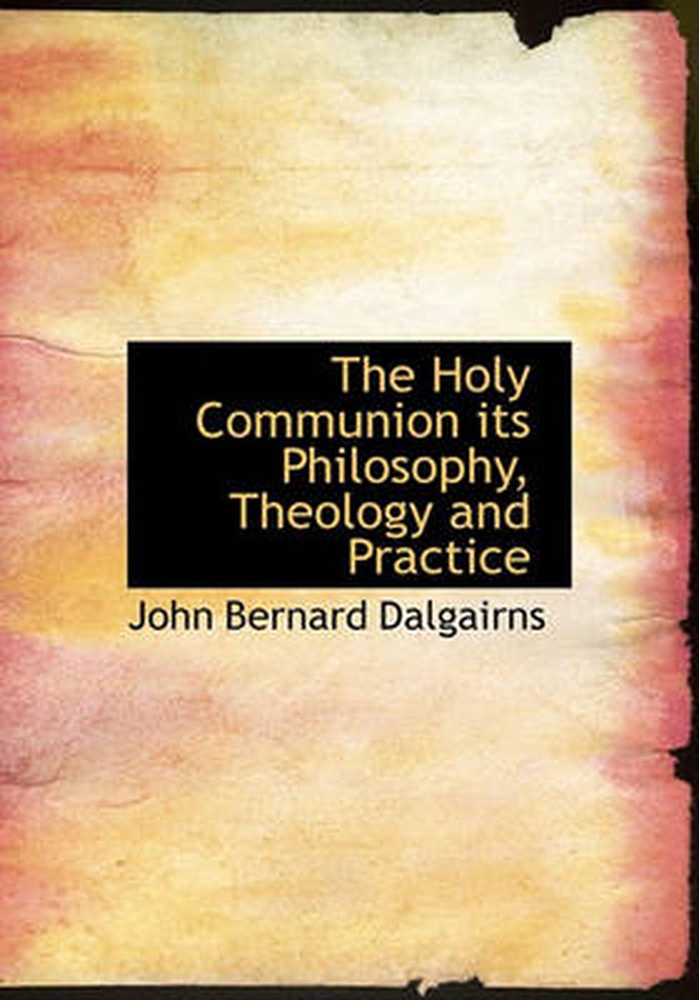 The Holy
Communion its
Philosophy,
Theology and
Practice
John Bernard Dalgairns